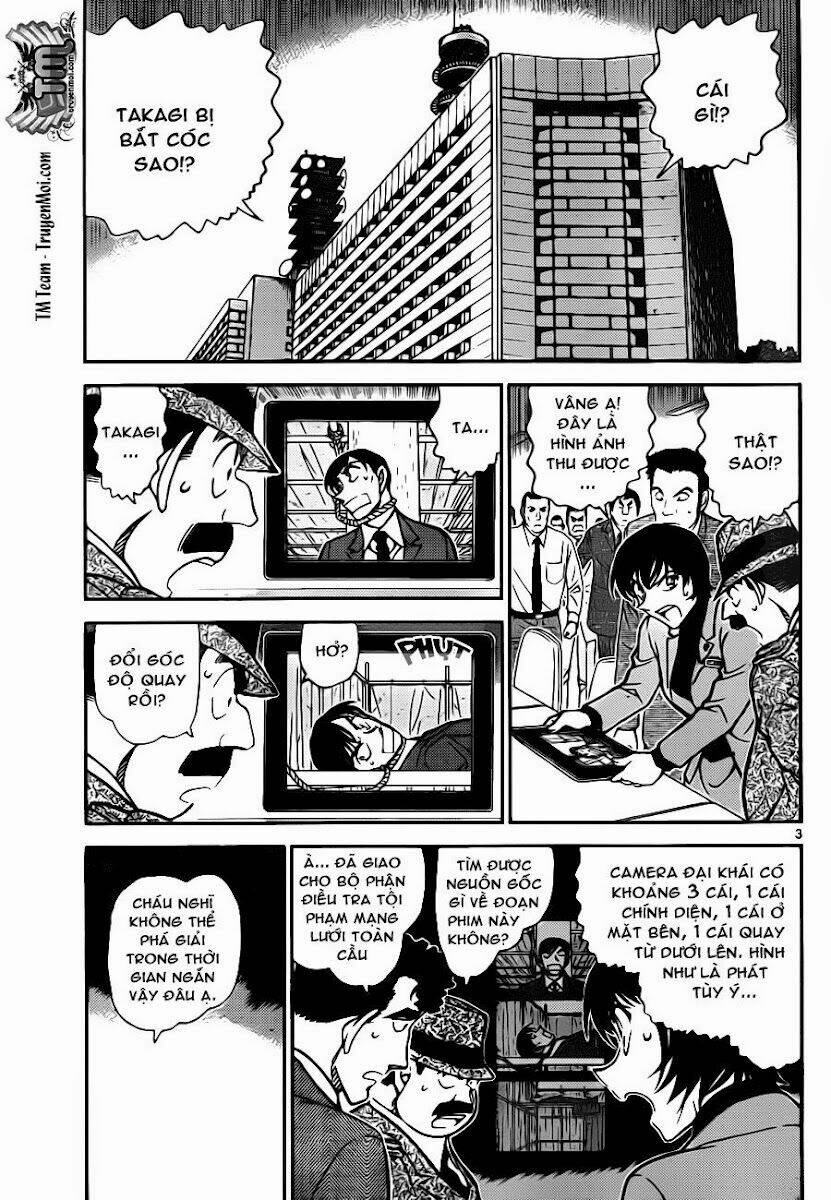 CÁI
GÌ!?
TAKAGI BỊ
BẮT CÓC
SAO!?
TM
truyenmoi.com
TM Team - TruyenMoi.com
THẬT
SAO!?
VÂNG Ạ!
ĐÂY LÀ
HÌNH ẢNH
THU ĐƯỢC
...
TA...
TAKAGI
...
PHỤT
HỞ?
ĐỔI GÓC
ĐỘ QUAY
RỒI?
3
CAMERA ĐẠI KHÁI CÓ
KHOẢNG 3 CÁI, 1 CÁI
CHÍNH DIỆN, 1 CÁI Ở
MẶT BÊN, 1 CÁI QUAY
TỪ DƯỚI LÊN. HÌNH
NHƯ LÀ PHÁT
TÙY Ý...
TÌM ĐƯỢC
NGUỒN GỐC
GÌ VỀ ĐOẠN
PHIM NÀY
KHÔNG?
À... ĐÃ GIAO
CHO BỘ PHẬN
ĐIỀU TRA TỘI
PHẠM MẠNG
LƯỚI TOÀN
CẦU
CHÁU NGHĨ
KHÔNG THỂ
PHÁ GIẢI
TRONG THỜI
GIAN NGẮN
VẬY ĐÂU Ạ.